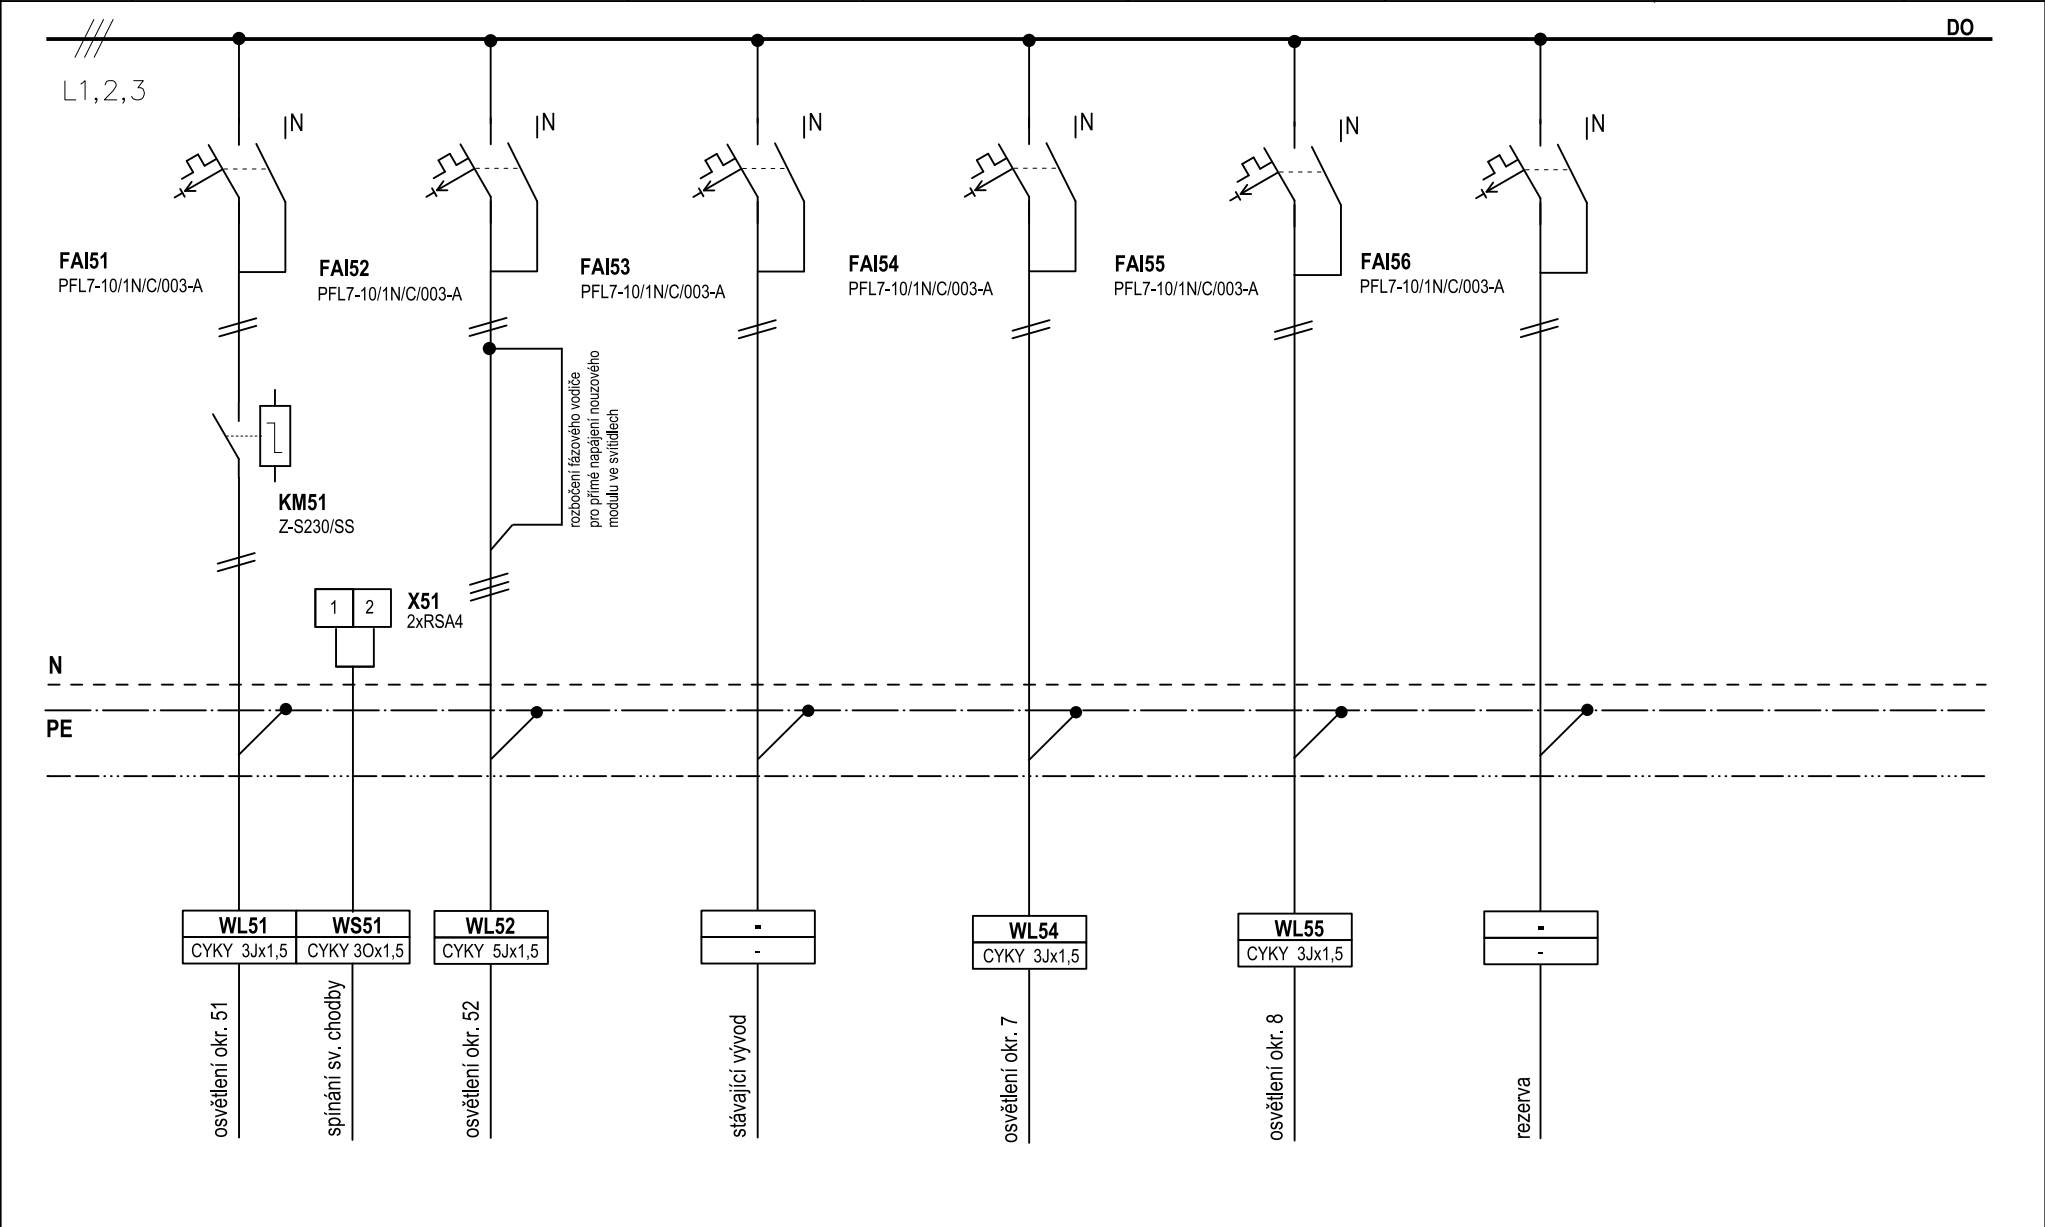 DO
L1,2,3
|N
|N
|N
|N
|N
|N
FAI51
PFL7-10/1N/C/003-A
FAI52
PFL7-10/1N/C/003-A
FAI53
PFL7-10/1N/C/003-A
FAI54
PFL7-10/1N/C/003-A
FAI55
PFL7-10/1N/C/003-A
FAI56
PFL7-10/1N/C/003-A
rozbočení fázového vodiče
pro přímé napájení nouzového
modulu ve svítidlech
KM51
Z-S230/SS
1 2
X51
2xRSA4
N
PE
WL51
CYKY 3Jx1,5
WS51
CYKY 3Ox1,5
WL52
CYKY 5Jx1,5
-
-
WL54
CYKY 3Jx1,5
WL55
CYKY 3Jx1,5
-
-
osvětlení okr. 51
spínání sv. chodby
osvětlení okr. 52
stávající vývod
osvětlení okr. 7
osvětlení okr. 8
rezerva